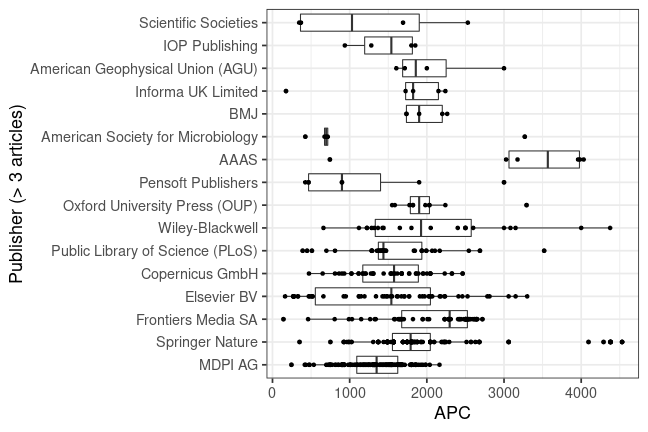 Publisher (> 3 articles)
Scientific Societies
IOP Publishing
American Geophysical Union (AGU)
Informa UK Limited
BMJ
American Society for Microbiology
AAAS
Pensoft Publishers
Oxford University Press (OUP)
Wiley-Blackwell
Public Library of Science (PLoS)
Copernicus GmbH
Elsevier BV
Frontiers Media SA
Springer Nature
MDPI AG
0 1000 2000 3000 4000
APC